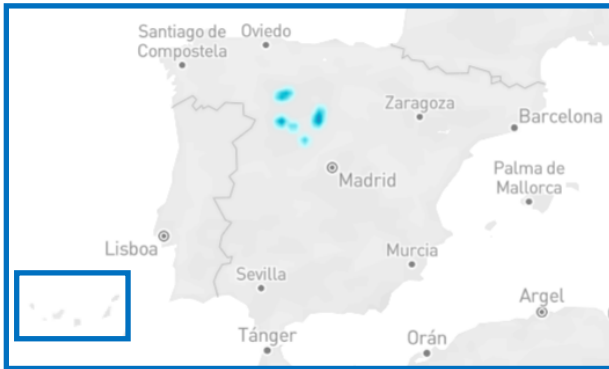 Santiago de
Compostela
Oviedo
Zaragoza
Barcelona
Madrid
Palma de
Mallorca
Lisboa
Murcia
Sevilla
Argel
Tánger
Orán